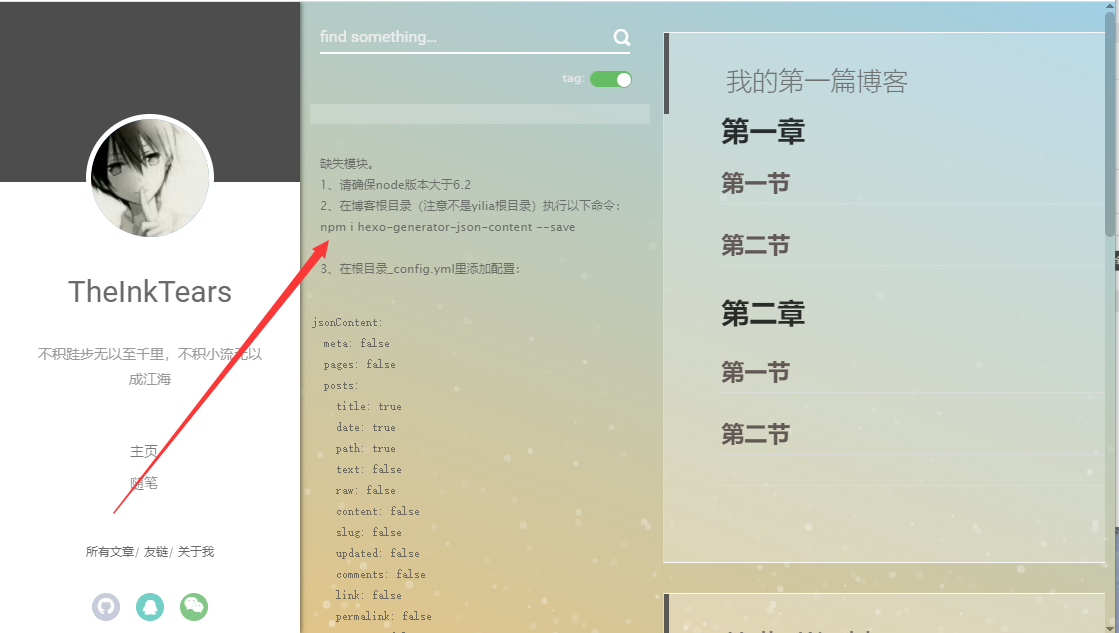 TheInkTears
不积跬步无以至千里，不积小流无以
成江海
主页
随笔
所有文章/ 友链/ 关于我
find something…
tag:
缺失模块。
1、请确保node版本大于6.2
2、在博客根目录（注意不是yilia根目录）执行以下命令：
npm i hexo-generator-json-content --save
3、在根目录_config.yml里添加配置：
jsonContent:
meta: false
pages: false
posts:
title: true
date: true
path: true
text: false
raw: false
content: false
slug: false
updated: false
comments: false
link: false
permalink: false
我的第一篇博客
第一章
第一节
第二节
第二章
第一节
第二节